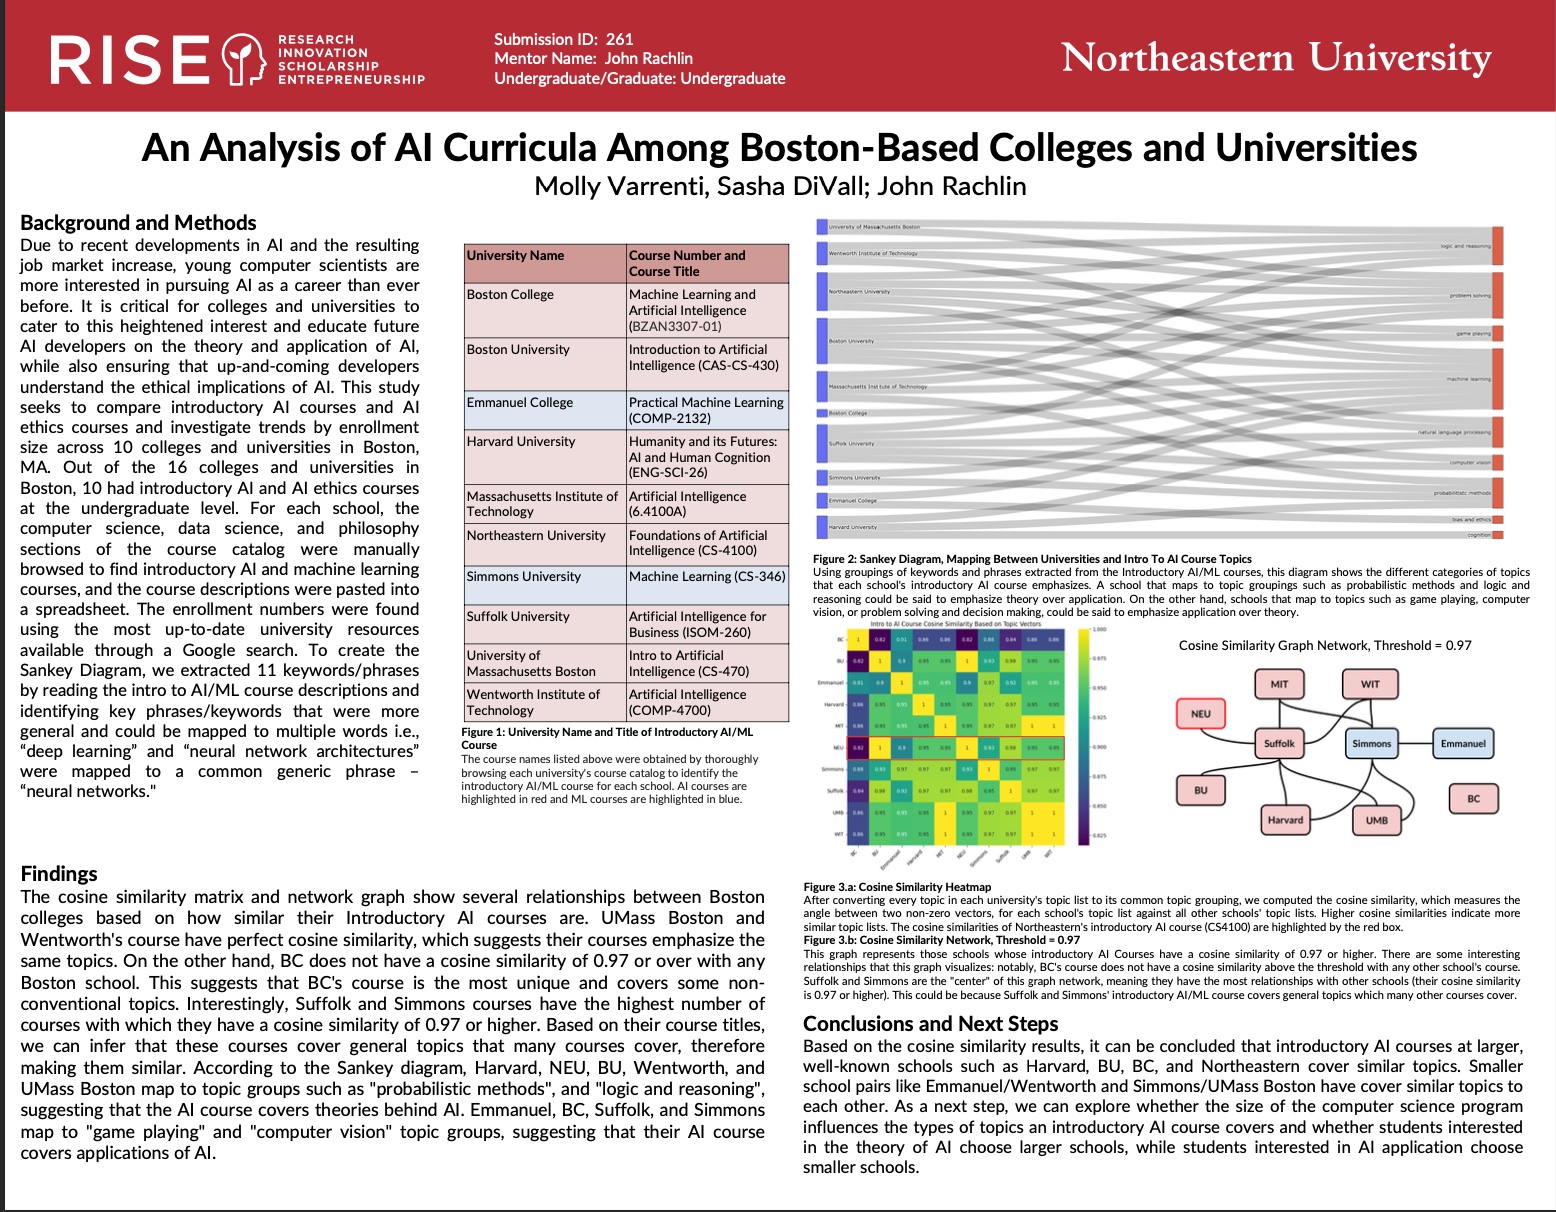 RISE
RESEARCH
INNOVATION
SCHOLARSHIP
ENTREPRENEURSHIP
Submission ID: 261
Mentor Name: John Rachlin
Undergraduate/Graduate: Undergraduate
Northeastern University
An Analysis of AI Curricula Among Boston-Based Colleges and Universities
Molly Varrenti, Sasha DiVall; John Rachlin
Background and Methods
Due to recent developments in AI and the resulting
job market increase, young computer scientists are
more interested in pursuing AI as a career than ever
before. It is critical for colleges and universities to
cater to this heightened interest and educate future
AI developers on the theory and application of AI,
while also ensuring that up-and-coming developers
understand the ethical implications of AI. This study
seeks to compare introductory AI courses and AI
ethics courses and investigate trends by enrollment
size across 10 colleges and universities in Boston,
MA. Out of the 16 colleges and universities in
Boston, 10 had introductory AI and AI ethics courses
at the undergraduate level. For each school, the
computer science, data science, and philosophy
sections of the course catalog were manually
browsed to find introductory AI and machine learning
courses, and the course descriptions were pasted into
a spreadsheet. The enrollment numbers were found
using the most up-to-date university resources
available through a Google search. To create the
Sankey Diagram, we extracted 11 keywords/phrases
by reading the intro to AI/ML course descriptions and
identifying key phrases/keywords that were more
general and could be mapped to multiple words i.e.,
“deep learning” and “neural network architectures”
were mapped to a common generic phrase –
“neural networks."
University Name
Course Number and
Course Title
Boston College
Machine Learning and
Artificial Intelligence
(BZAN3307-01)
Boston University
Introduction to Artificial
Intelligence (CAS-CS-430)
Emmanuel College
Practical Machine Learning
(COMP-2132)
Harvard University
Humanity and its Futures:
AI and Human Cognition
(ENG-SCI-26)
Massachusetts Institute of
Technology
Artificial Intelligence
(6.4100A)
Northeastern University
Foundations of Artificial
Intelligence (CS-4100)
Simmons University
Machine Learning (CS-346)
Suffolk University
Artificial Intelligence for
Business (ISOM-260)
University of
Massachusetts Boston
Intro to Artificial
Intelligence (CS-470)
Wentworth Institute of
Technology
Artificial Intelligence
(COMP-4700)
Figure 1: University Name and Title of Introductory AI/ML
Course
The course names listed above were obtained by thoroughly
browsing each university's course catalog to identify the
introductory AI/ML course for each school. AI courses are
highlighted in red and ML courses are highlighted in blue.
Findings
The cosine similarity matrix and network graph show several relationships between Boston
colleges based on how similar their Introductory AI courses are. UMass Boston and
Wentworth's course have perfect cosine similarity, which suggests their courses emphasize the
same topics. On the other hand, BC does not have a cosine similarity of 0.97 or over with any
Boston school. This suggests that BC's course is the most unique and covers some non-
conventional topics. Interestingly, Suffolk and Simmons courses have the highest number of
courses with which they have a cosine similarity of 0.97 or higher. Based on their course titles,
we can infer that these courses cover general topics that many courses cover, therefore
making them similar. According to the Sankey diagram, Harvard, NEU, BU, Wentworth, and
UMass Boston map to topic groups such as "probabilistic methods", and "logic and reasoning",
suggesting that the AI course covers theories behind AI. Emmanuel, BC, Suffolk, and Simmons
map to "game playing" and "computer vision" topic groups, suggesting that their AI course
covers applications of AI.
University of Massachusetts Boston
Wentworth Institute of Technology
Northeastern University
Boston University
Massachusetts Institute of Technology
Boston College
Suffolk University
Simmons University
Emmanuel College
Harvard University
logic and reasoning
problem solving
game playing
machine learning
natural language processing
computer vision
probabilistic methods
bias and ethics
cognition
Figure 2: Sankey Diagram, Mapping Between Universities and Intro To AI Course Topics
Using groupings of keywords and phrases extracted from the Introductory AI/ML courses, this diagram shows the different categories of topics
that each school's introductory AI course emphasizes. A school that maps to topic groupings such as probabilistic methods and logic and
reasoning could be said to emphasize theory over application. On the other hand, schools that map to topics such as game playing, computer
vision, or problem solving and decision making, could be said to emphasize application over theory.
Intro to AI Course Cosine Similarity Based on Topic Vectors
BC 1 0.82 0.91 0.86 0.86 0.82 0.88 0.84 0.86 0.86
BU 0.82 1 0.9 0.95 0.95 1 0.93 0.98 0.95 0.95
Emmanuel 0.91 0.9 1 0.95 0.95 0.9 0.97 0.92 0.95 0.95
Harvard 0.86 0.95 0.95 1 0.95 0.95 0.97 0.97 0.95 0.95
MIT 0.86 0.95 0.95 0.95 1 0.95 0.97 0.97 1 1
NEU 0.82 1 0.9 0.95 0.95 1 0.93 0.98 0.95 0.95
Simmons 0.88 0.93 0.97 0.97 0.97 0.93 1 0.95 0.97 0.97
Suffolk 0.84 0.98 0.92 0.97 0.97 0.98 0.95 1 0.97 0.97
UMB 0.86 0.95 0.95 0.95 1 0.95 0.97 0.97 1 1
WIT 0.86 0.95 0.95 0.95 1 0.95 0.97 0.97 1 1
BC BU Emmanuel Harvard MIT NEU Simmons Suffolk UMB WIT
1.000
0.975
0.950
0.925
0.900
0.875
0.850
0.825
Cosine Similarity Graph Network, Threshold = 0.97
MIT
WIT
NEU
Suffolk
Simmons
Emmanuel
BU
BC
Harvard
UMB
Figure 3.a: Cosine Similarity Heatmap
After converting every topic in each university's topic list to its common topic grouping, we computed the cosine similarity, which measures the
angle between two non-zero vectors, for each school's topic list against all other schools' topic lists. Higher cosine similarities indicate more
similar topic lists. The cosine similarities of Northeastern's introductory AI course (CS4100) are highlighted by the red box.
Figure 3.b: Cosine Similarity Network, Threshold = 0.97
This graph represents those schools whose introductory AI Courses have a cosine similarity of 0.97 or higher. There are some interesting
relationships that this graph visualizes: notably, BC's course does not have a cosine similarity above the threshold with any other school's course.
Suffolk and Simmons are the "center" of this graph network, meaning they have the most relationships with other schools (their cosine similarity
is 0.97 or higher). This could be because Suffolk and Simmons' introductory AI/ML course covers general topics which many other courses cover.
Conclusions and Next Steps
Based on the cosine similarity results, it can be concluded that introductory AI courses at larger,
well-known schools such as Harvard, BU, BC, and Northeastern cover similar topics. Smaller
school pairs like Emmanuel/Wentworth and Simmons/UMass Boston have cover similar topics to
each other. As a next step, we can explore whether the size of the computer science program
influences the types of topics an introductory AI course covers and whether students interested
in the theory of AI choose larger schools, while students interested in AI application choose
smaller schools.